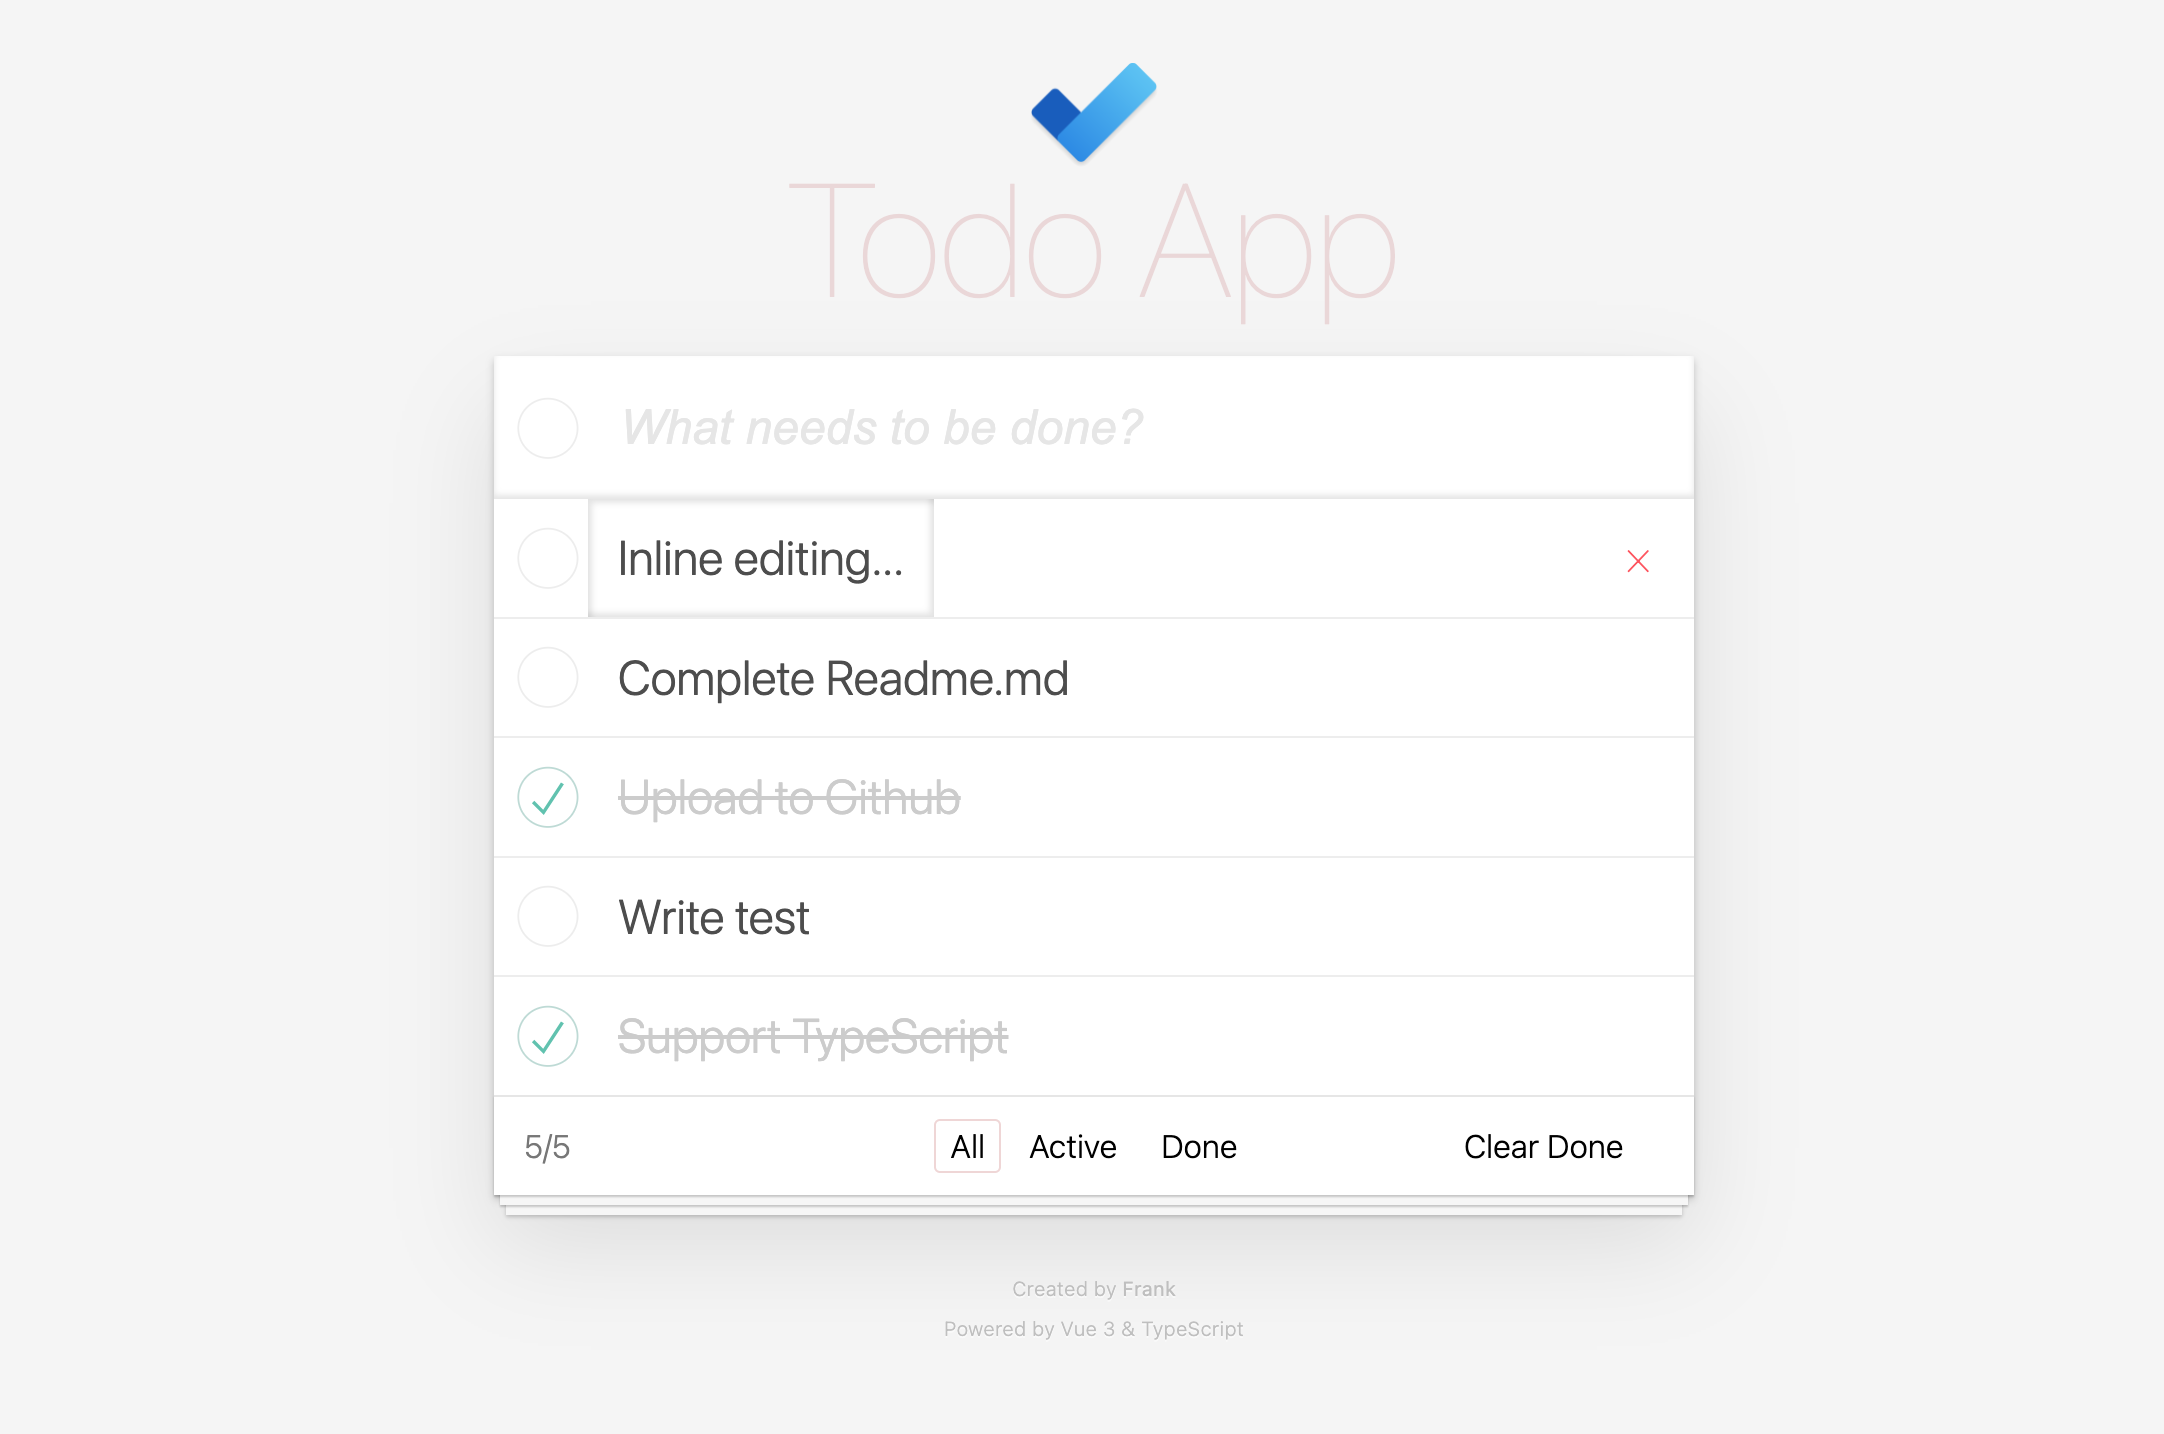 Todo App
What needs to be done?
Inline editing...
Complete Readme.md
Upload to Github
Write test
Support TypeScript
5/5 All Active Done Clear Done
Created by Frank
Powered by Vue 3 & TypeScript